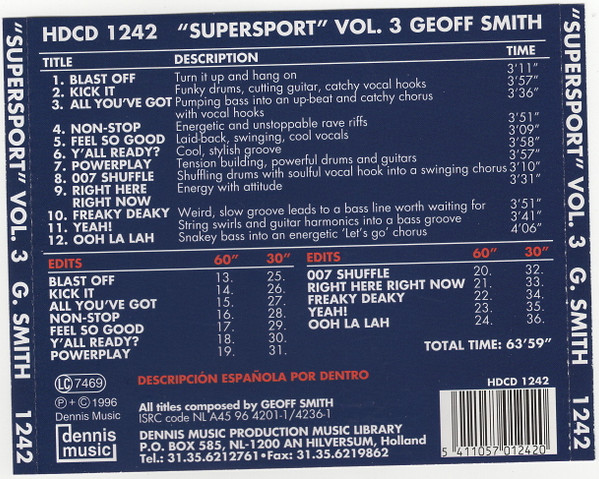 HDCD 1242 "SUPERSPORT" VOL. 3 GEOFF SMITH
TITLE DESCRIPTION TIME
1. BLAST OFF Turn it up and hang on 3'11"
2. KICK IT Funky drums, cutting guitar, catchy vocal hooks 3'57"
3. ALL YOU'VE GOT Pumping bass into an up-beat and catchy chorus 3'36"
with vocal hooks
4. NON-STOP Energetic and unstoppable rave riffs 3'51"
5. FEEL SO GOOD Laid-back, swinging, cool vocals 3'09"
6. Y'ALL READY? Cool, stylish groove 3'58"
7. POWERPLAY Tension building, powerful drums and guitars 3'57"
8. 007 SHUFFLE Shuffling drums with soulful vocal hook into a swinging chorus 3'10"
9. RIGHT HERE Energy with attitude 3'31"
RIGHT NOW
10. FREAKY DEAKY Weird, slow groove leads to a bass line worth waiting for 3'51"
11. YEAH! String swirls and guitar harmonics into a bass groove 3'41"
12. OOH LA LAH Snakey bass into an energetic 'Let's go' chorus 4'06"
EDITS 60" 30"
BLAST OFF 13. 25.
KICK IT 14. 26.
ALL YOU'VE GOT 15. 27.
NON-STOP 16. 28.
FEEL SO GOOD 17. 29.
Y'ALL READY? 18. 30.
POWERPLAY 19. 31.
EDITS 60" 30"
007 SHUFFLE 20. 32.
RIGHT HERE RIGHT NOW 21. 33.
FREAKY DEAKY 22. 34.
YEAH! 23. 35.
OOH LA LAH 24. 36.
TOTAL TIME: 63'59"
LC 7469
DESCRIPCIÓN ESPAÑOLA POR DENTRO
HDCD 1242
℗ + © 1996
Dennis Music
All titles composed by GEOFF SMITH
ISRC code NL A45 96 4201-1/4236-1
dennis
music
DENNIS MUSIC PRODUCTION MUSIC LIBRARY
P.O. BOX 585, NL-1200 AN HILVERSUM, Holland
Tel.: 31.35.6212761 • Fax: 31.35.6219862
5 411057 012420
"SUPERSPORT" VOL. 3 G. SMITH 1242
"SUPERSPORT" VOL. 3 G. SMITH 1242